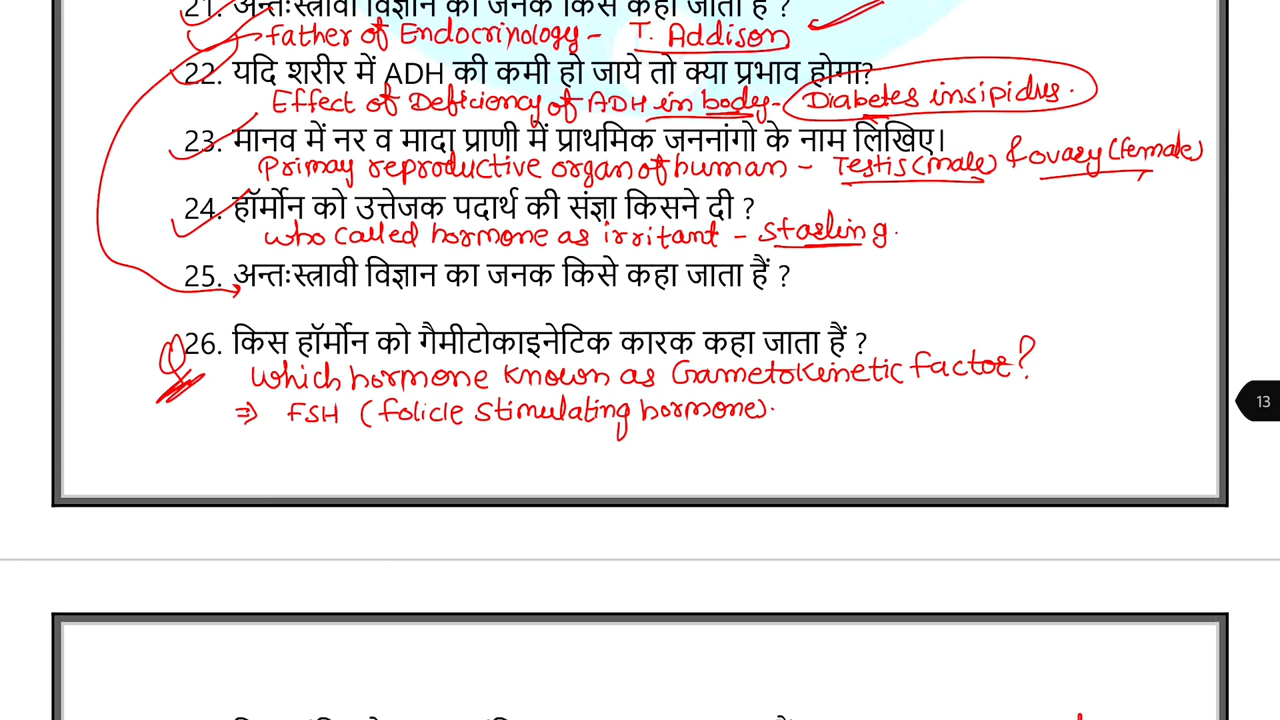 21. अन्तःस्त्रावी विज्ञान का जनक किसे कहा जाता हैं ?
father of Endocrinology - T. Addison
22. यदि शरीर में ADH की कमी हो जाये तो क्या प्रभाव होगा?
Effect of Deficiency of ADH in body - Diabetes insipidus.
23. मानव में नर व मादा प्राणी में प्राथमिक जननांगो के नाम लिखिए।
Primay reproductive organ of human - Testis (male) & ovary (female)
24. हॉर्मोन को उत्तेजक पदार्थ की संज्ञा किसने दी ?
who called hormone as irritant - Starling.
25. अन्तःस्त्रावी विज्ञान का जनक किसे कहा जाता हैं ?
26. किस हॉर्मोन को गैमीटोकाइनेटिक कारक कहा जाता हैं ?
Which hormone known as Gametokinetic factor?
⇒ FSH (folicle stimulating hormone).
13